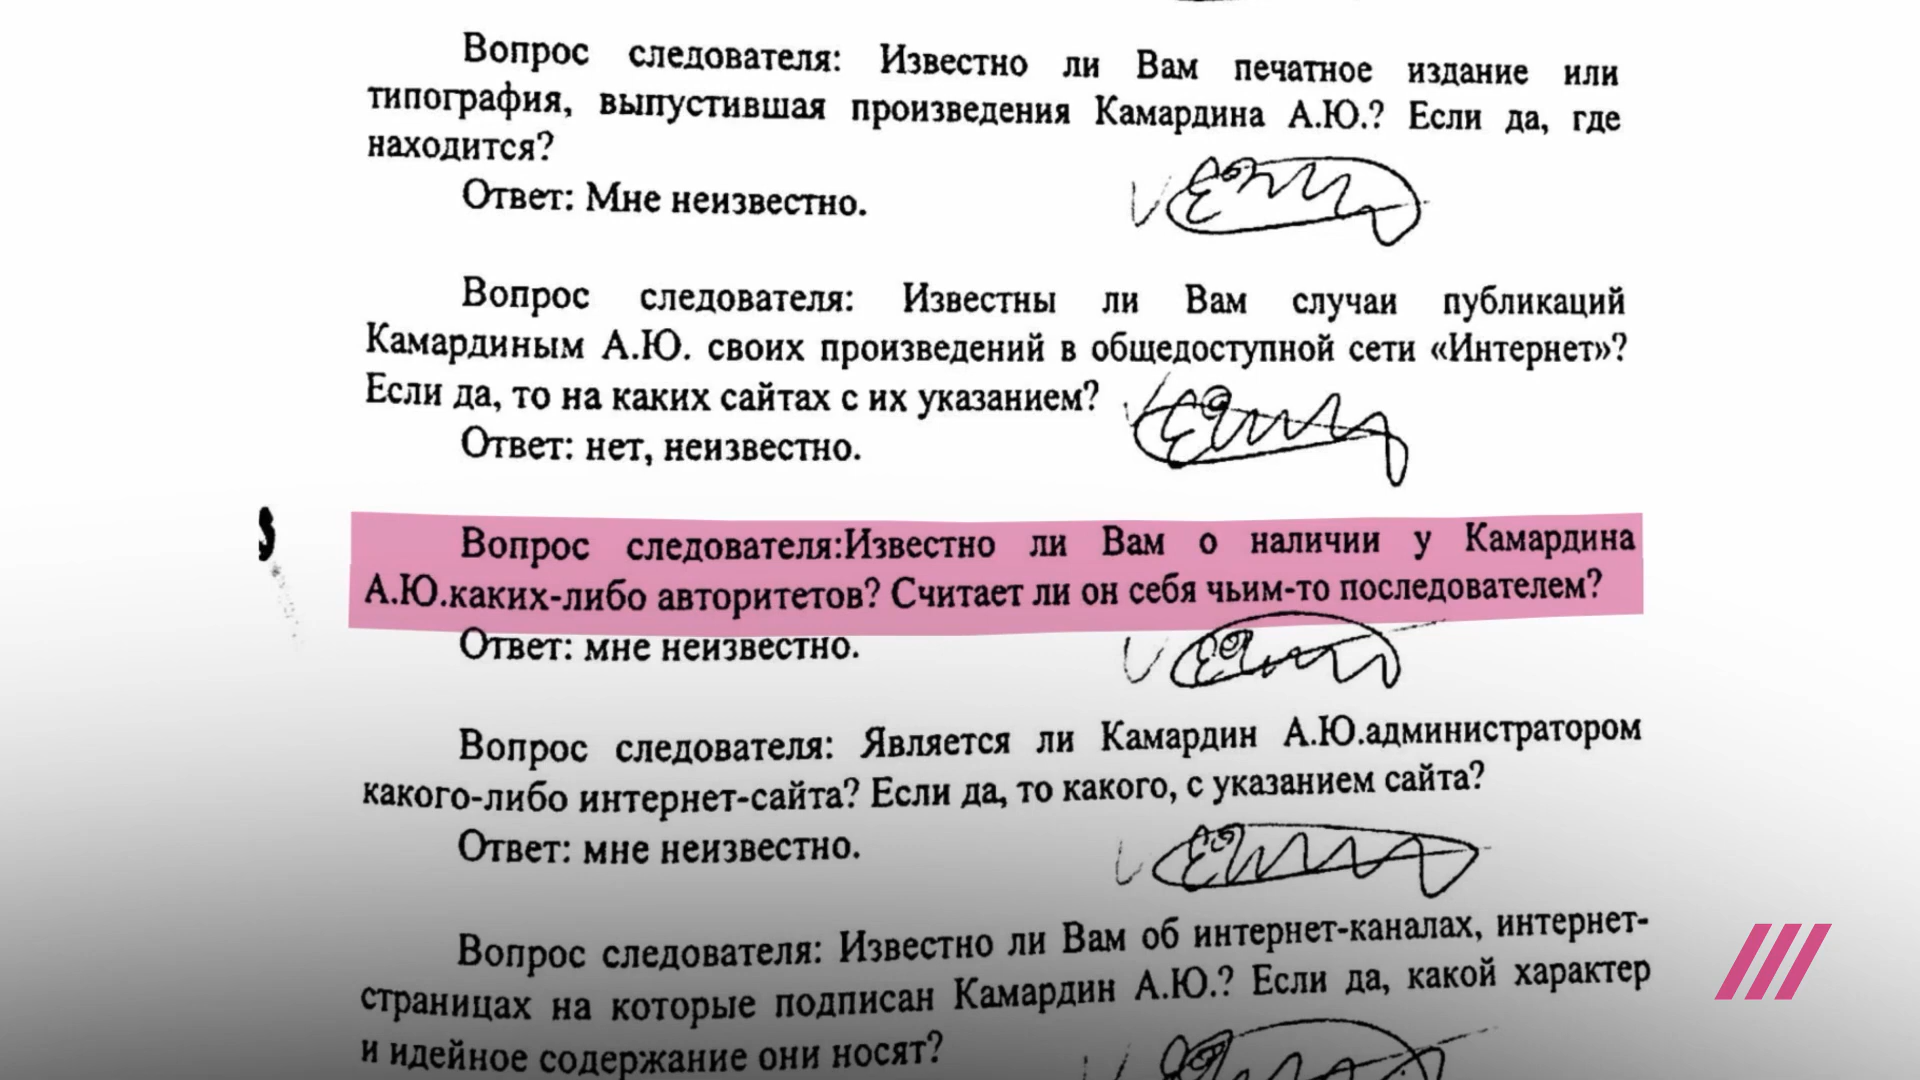 Вопрос следователя: Известно ли Вам печатное издание или
типография, выпустившая произведения Камардина А.Ю.? Если да, где
находится?
Ответ: Мне неизвестно.
Вопрос следователя: Известны ли Вам случаи публикаций
Камардиным А.Ю. своих произведений в общедоступной сети «Интернет»?
Если да, то на каких сайтах с их указанием?
Ответ: нет, неизвестно.
Вопрос следователя:Известно ли Вам о наличии у Камардина
А.Ю.каких-либо авторитетов? Считает ли он себя чьим-то последователем?
Ответ: мне неизвестно.
Вопрос следователя: Является ли Камардин А.Ю.администратором
какого-либо интернет-сайта? Если да, то какого, с указанием сайта?
Ответ: мне неизвестно.
Вопрос следователя: Известно ли Вам об интернет-каналах, интернет-
страницах на которые подписан Камардин А.Ю.? Если да, какой характер
и идейное содержание они носят?